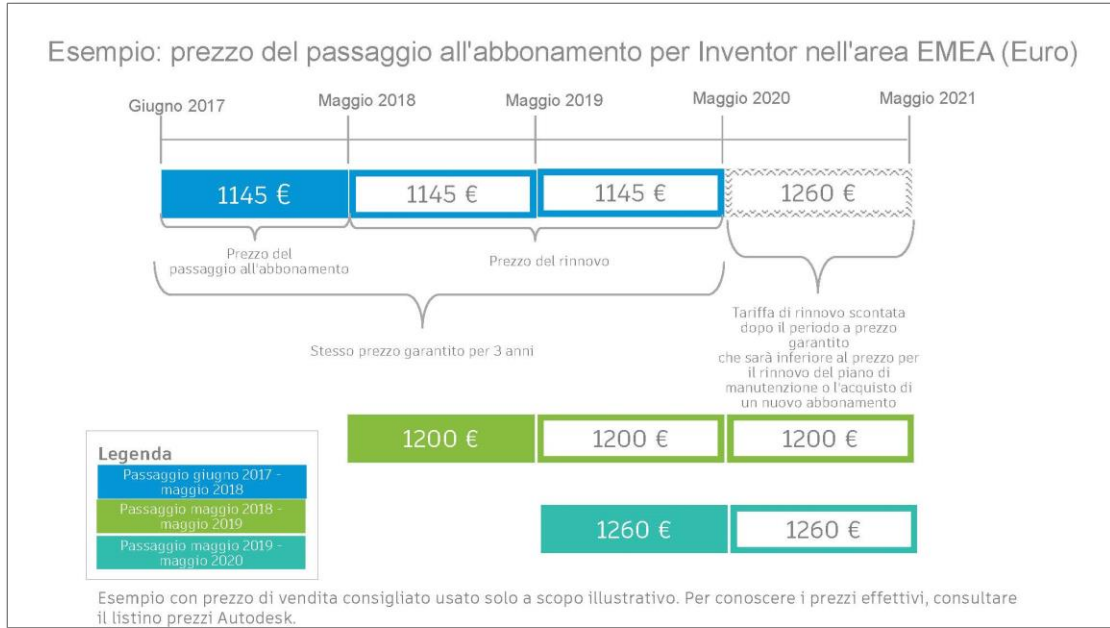 Esempio: prezzo del passaggio all'abbonamento per Inventor nell'area EMEA (Euro)
Giugno 2017
Maggio 2018
Maggio 2019
Maggio 2020
Maggio 2021
1145 €
1145 €
1145 €
1260 €
Prezzo del
passaggio all'abbonamento
Prezzo del rinnovo
Stesso prezzo garantito per 3 anni
Tariffa di rinnovo scontata
dopo il periodo a prezzo
garantito
che sarà inferiore al prezzo per
il rinnovo del piano di
manutenzione o l'acquisto di
un nuovo abbonamento
1200 €
1200 €
1200 €
Legenda
Passaggio giugno 2017 -
maggio 2018
Passaggio maggio 2018 -
maggio 2019
Passaggio maggio 2019 -
maggio 2020
1260 €
1260 €
Esempio con prezzo di vendita consigliato usato solo a scopo illustrativo. Per conoscere i prezzi effettivi, consultare
il listino prezzi Autodesk.